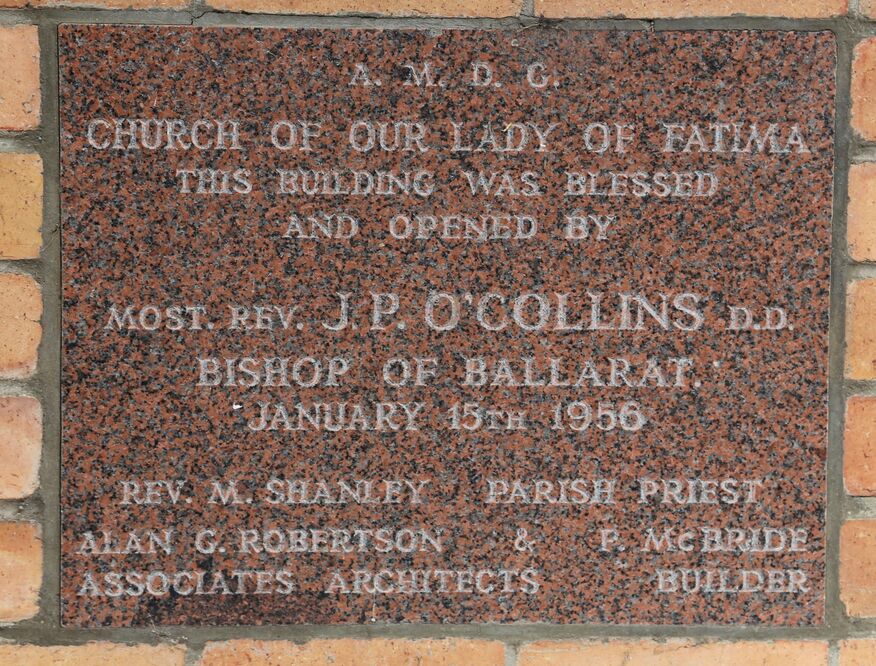 A. M. D. G.
CHURCH OF OUR LADY OF FATIMA
THIS BUILDING WAS BLESSED
AND OPENED BY
MOST. REV. J. P. O'COLLINS D.D.
BISHOP OF BALLARAT.
JANUARY 15TH 1956
REV. M. SHANLEY PARISH PRIEST
ALAN G. ROBERTSON & P. MCBRIDE
ASSOCIATES ARCHITECTS BUILDER